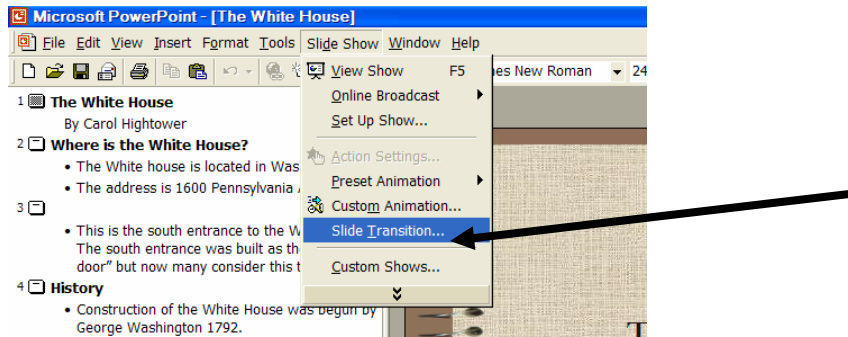 Microsoft PowerPoint - [The White House]
File Edit View Insert Format Tools Slide Show Window Help
View Show F5
Online Broadcast
Set Up Show...
Action Settings...
Preset Animation
Custom Animation...
Slide Transition...
Custom Shows...
New Roman 24
1 The White House
By Carol Hightower
2 Where is the White House?
• The White house is located in
• The address is 1600 Pennsylvania
3
• This is the south entrance to the
The south entrance was built as
door" but now many consider this
4 History
• Construction of the White House was begun by
George Washington 1792.